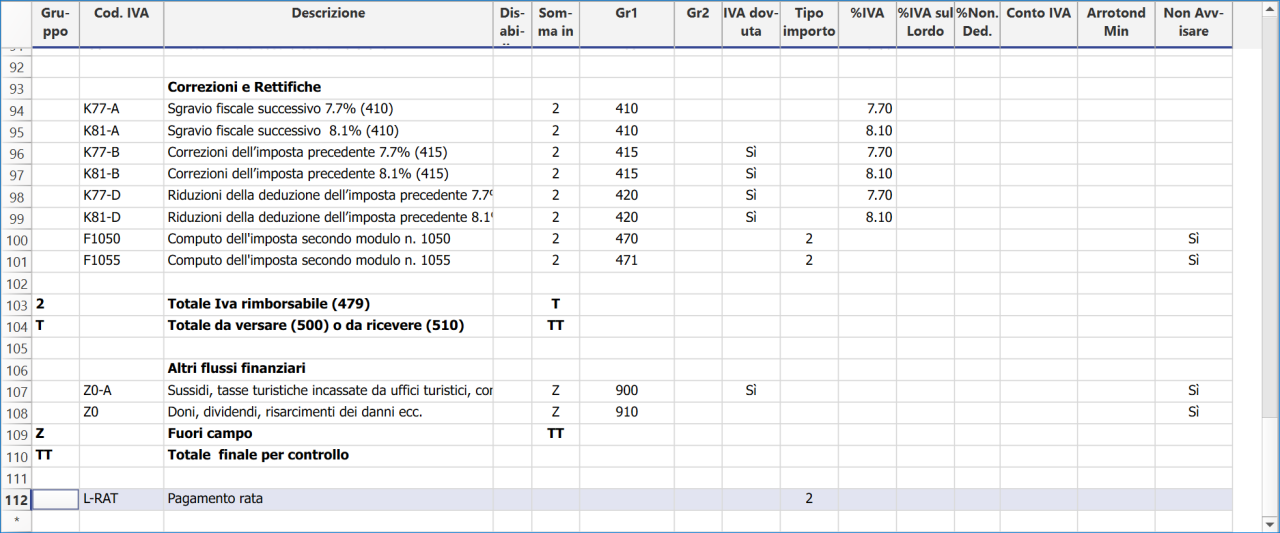 Gru-ppo Cod. IVA Descrizione Dis-abi- Som-ma in Gr1 Gr2 IVA dov-uta Tipo importo %IVA %IVA sul Lordo %Non. Ded. Conto IVA Arrotond Min Non Avv-isare
92
93 Correzioni e Rettifiche
94 K77-A Sgravio fiscale successivo 7.7% (410) 2 410 7.70
95 K81-A Sgravio fiscale successivo 8.1% (410) 2 410 8.10
96 K77-B Correzioni dell’imposta precedente 7.7% (415) 2 415 Sì 7.70
97 K81-B Correzioni dell’imposta precedente 8.1% (415) 2 415 Sì 8.10
98 K77-D Riduzioni della deduzione dell’imposta precedente 7.7% 2 420 Sì 7.70
99 K81-D Riduzioni della deduzione dell’imposta precedente 8.1% 2 420 Sì 8.10
100 F1050 Computo dell'imposta secondo modulo n. 1050 2 470 2 Sì
101 F1055 Computo dell'imposta secondo modulo n. 1055 2 471 2 Sì
102
103 2 Totale Iva rimborsabile (479) T
104 T Totale da versare (500) o da ricevere (510) TT
105
106 Altri flussi finanziari
107 Z0-A Sussidi, tasse turistiche incassate da uffici turistici, cor Z 900 Sì Sì
108 Z0 Doni, dividendi, risarcimenti dei danni ecc. Z 910 Sì
109 Z Fuori campo TT
110 TT Totale finale per controllo
111
112 L-RAT Pagamento rata 2
*